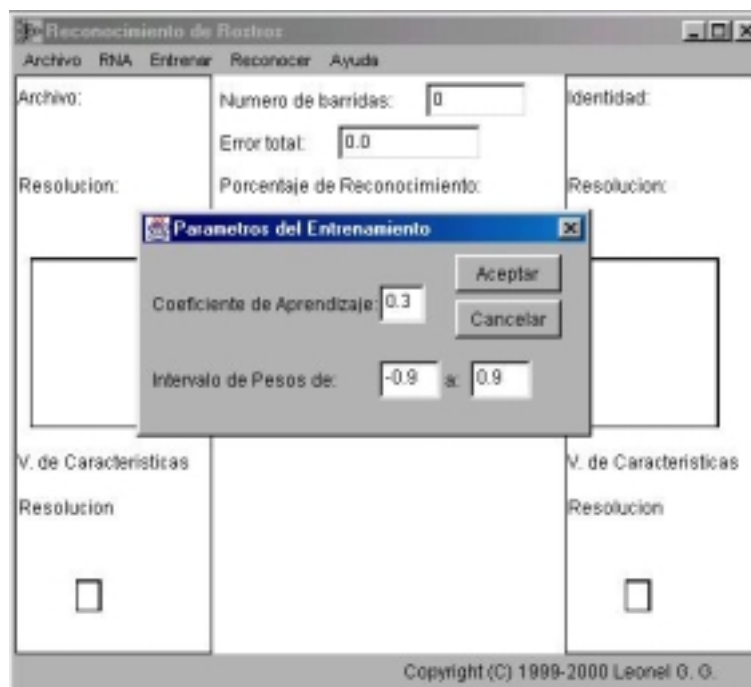 Reconocimiento de Rostros
Archivo RNA Entrenar Reconocer Ayuda
Archivo:
Resolucion:
V. de Caracteristicas
Resolucion
Numero de barridas: 0
Error total: 0.0
Porcentaje de Reconocimiento:
Identidad:
Resolucion:
V. de Caracteristicas
Resolucion
Parametros del Entrenamiento
Coeficiente de Aprendizaje: 0.3
Aceptar
Cancelar
Intervalo de Pesos de: -0.9 a: 0.9
Copyright (C) 1999-2000 Leonel G. G.